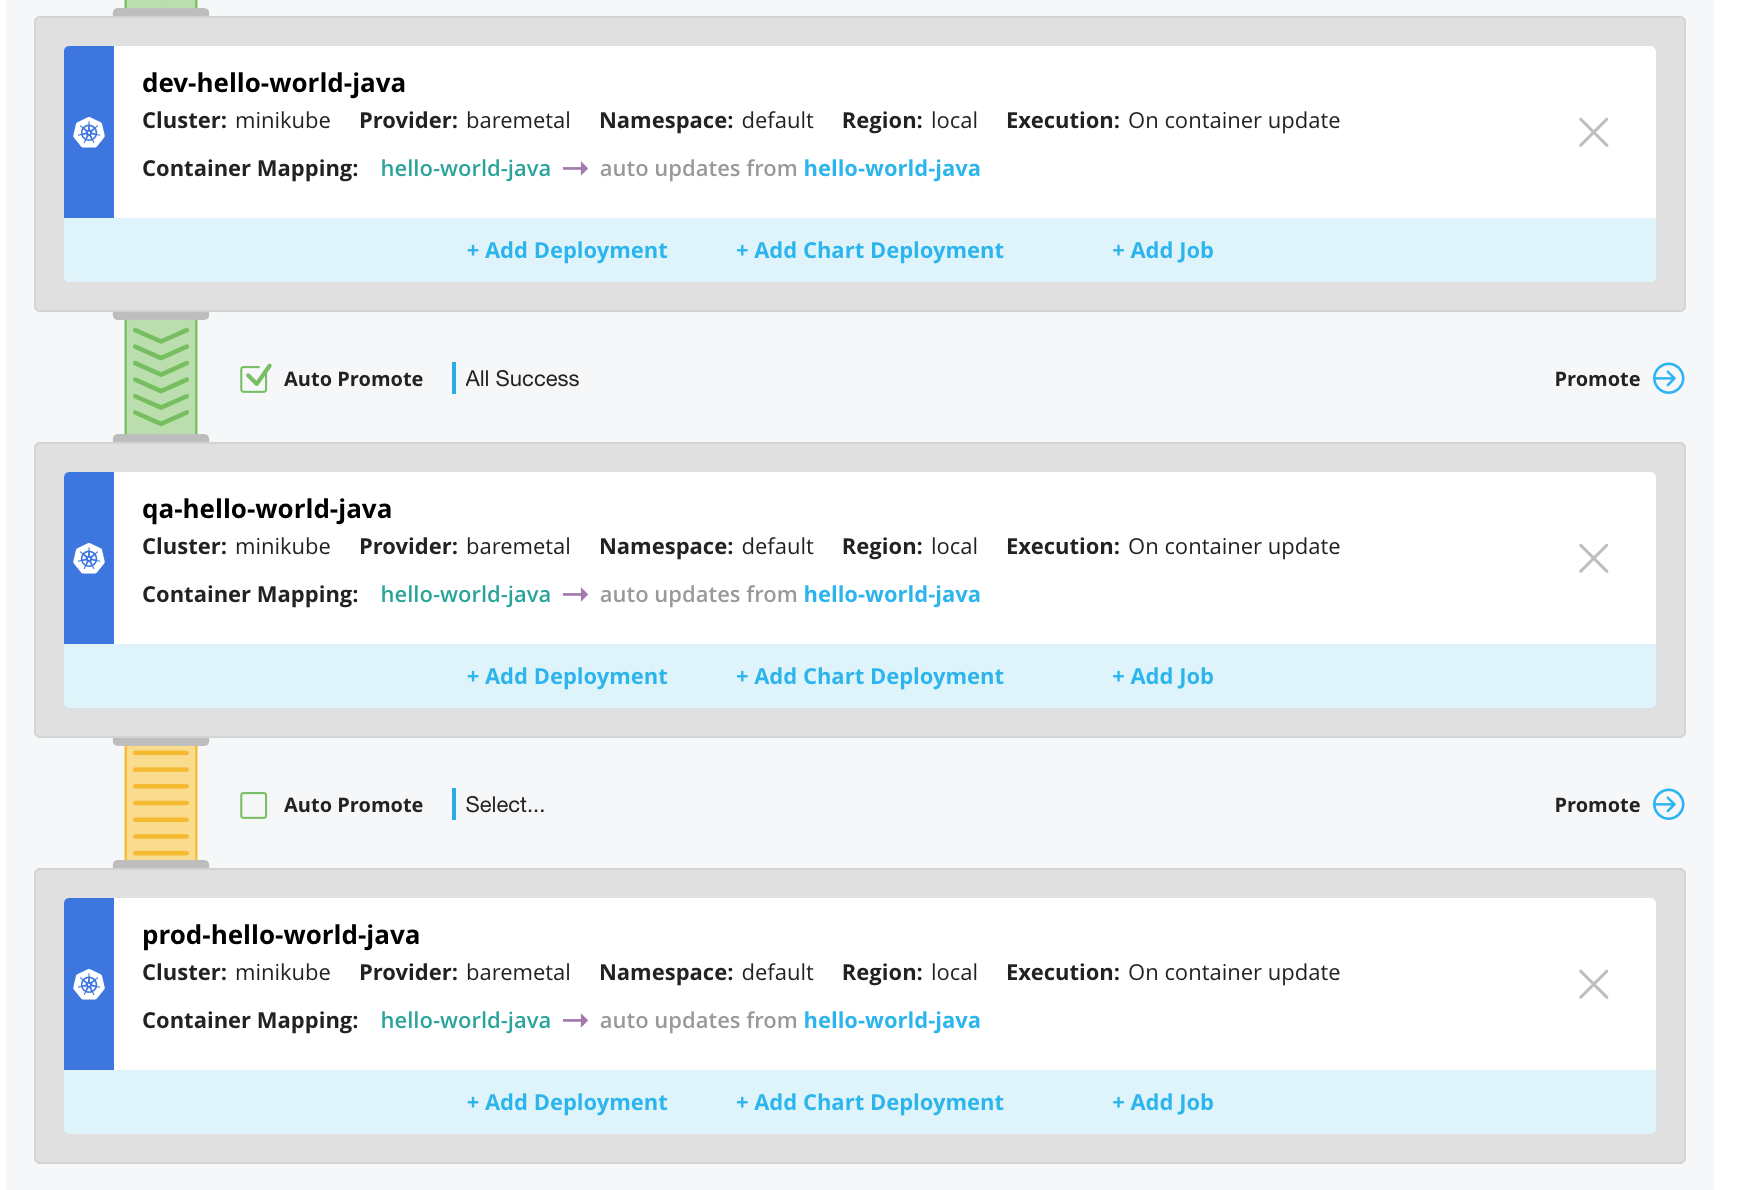 dev-hello-world-java
Cluster: minikube Provider: baremetal Namespace: default Region: local Execution: On container update
Container Mapping: hello-world-java → auto updates from hello-world-java
+ Add Deployment + Add Chart Deployment + Add Job
Auto Promote All Success Promote
qa-hello-world-java
Cluster: minikube Provider: baremetal Namespace: default Region: local Execution: On container update
Container Mapping: hello-world-java → auto updates from hello-world-java
+ Add Deployment + Add Chart Deployment + Add Job
Auto Promote Select... Promote
prod-hello-world-java
Cluster: minikube Provider: baremetal Namespace: default Region: local Execution: On container update
Container Mapping: hello-world-java → auto updates from hello-world-java
+ Add Deployment + Add Chart Deployment + Add Job